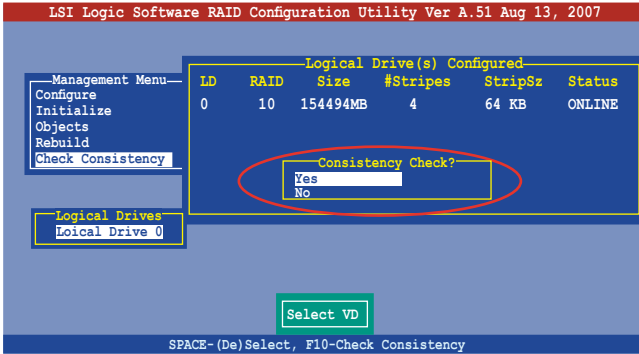 LSI Logic Software RAID Configuration Utility Ver A.51 Aug 13, 2007
Management Menu
Configure
Initialize
Objects
Rebuild
Check Consistency
Logical Drive(s) Configured
LD RAID Size #Stripes StripSz Status
0 10 154494MB 4 64 KB ONLINE
Consistency Check?
Yes
No
Logical Drives
Loical Drive 0
Select VD
SPACE-(De)Select, F10-Check Consistency